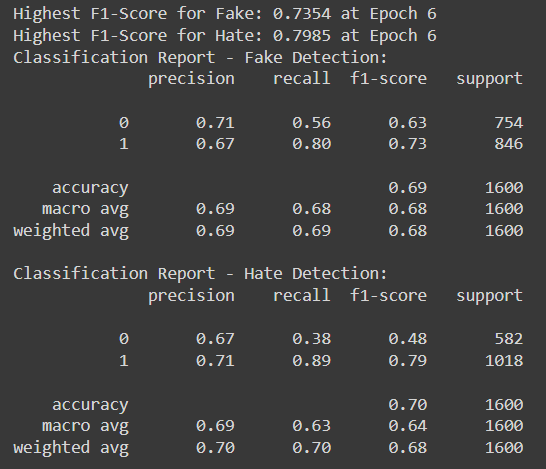 Highest F1-Score for Fake: 0.7354 at Epoch 6
Highest F1-Score for Hate: 0.7985 at Epoch 6
Classification Report - Fake Detection:
precision recall f1-score support
0 0.71 0.56 0.63 754
1 0.67 0.80 0.73 846
accuracy 0.69 1600
macro avg 0.69 0.68 0.68 1600
weighted avg 0.69 0.69 0.68 1600
Classification Report - Hate Detection:
precision recall f1-score support
0 0.67 0.38 0.48 582
1 0.71 0.89 0.79 1018
accuracy 0.70 1600
macro avg 0.69 0.63 0.64 1600
weighted avg 0.70 0.70 0.68 1600